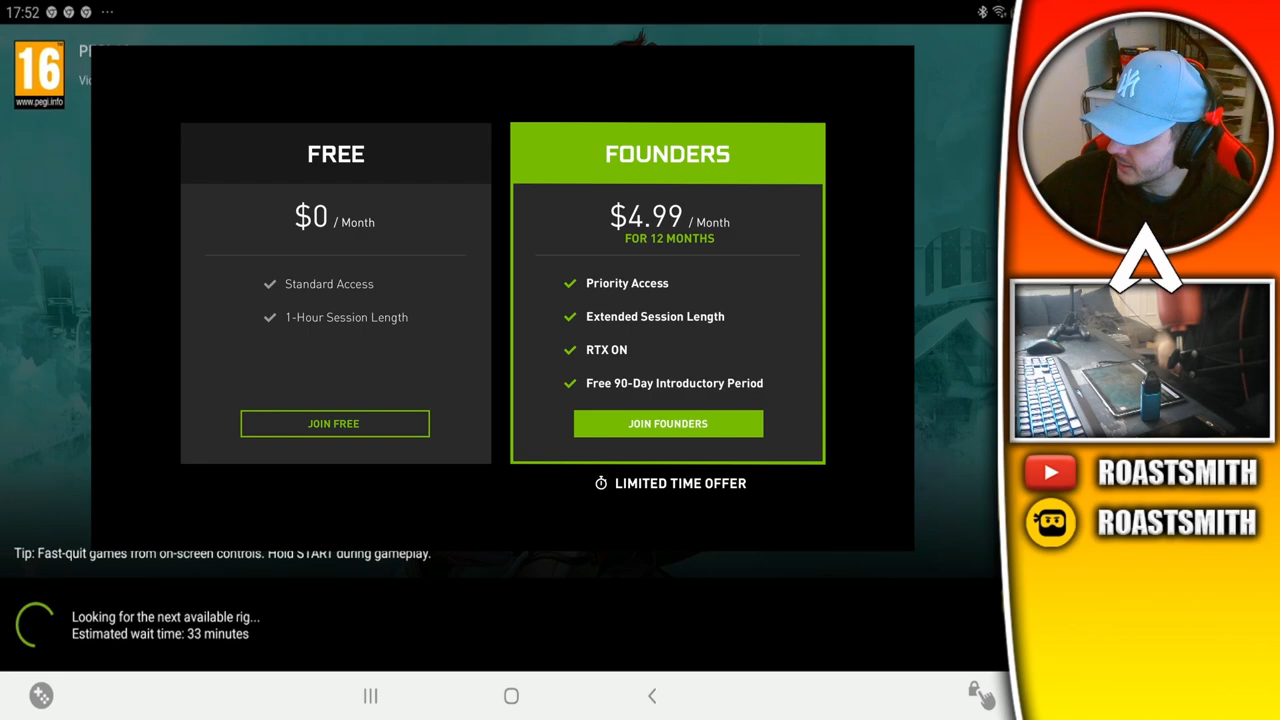 17:52
16
www.pegi.info
FREE
$0 / Month
Standard Access
1-Hour Session Length
JOIN FREE
FOUNDERS
$4.99 / Month
FOR 12 MONTHS
Priority Access
Extended Session Length
RTX ON
Free 90-Day Introductory Period
JOIN FOUNDERS
LIMITED TIME OFFER
Tip: Fast-quit games from on-screen controls. Hold START during gameplay.
Looking for the next available rig...
Estimated wait time: 33 minutes
ROASTSMITH
ROASTSMITH